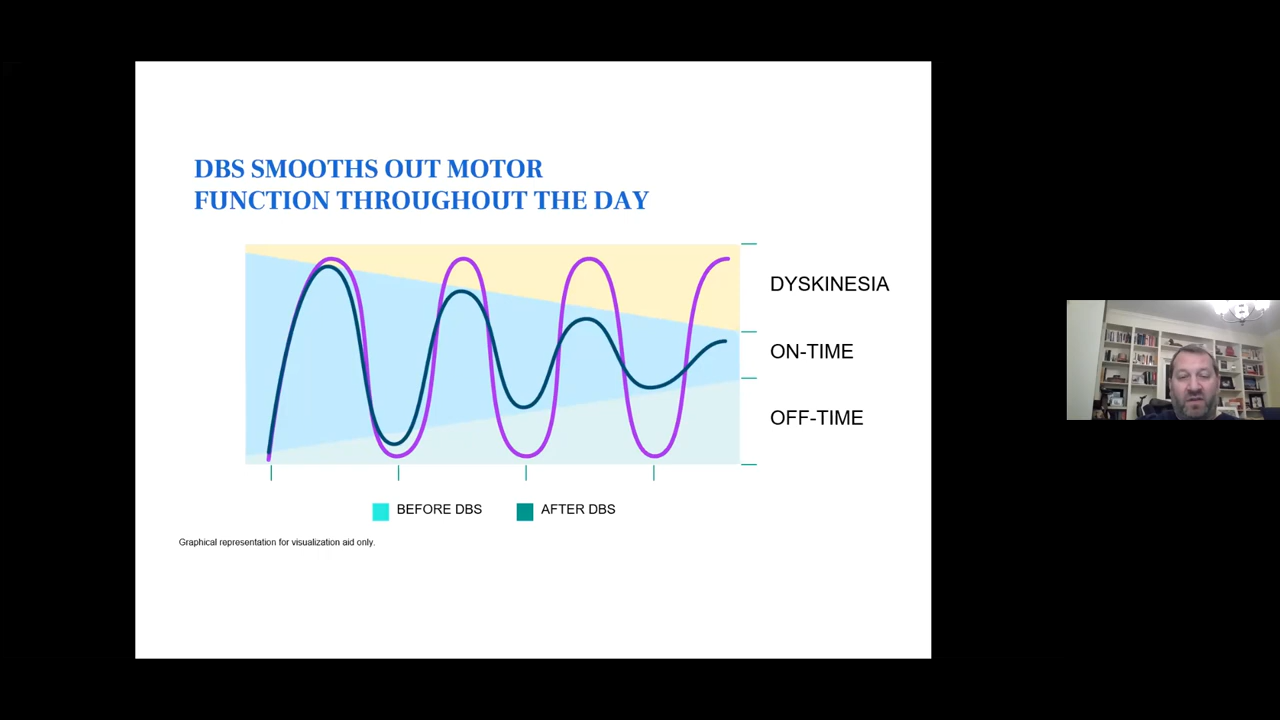 DBS SMOOTHS OUT MOTOR
FUNCTION THROUGHOUT THE DAY
DYSKINESIA
ON-TIME
OFF-TIME
BEFORE DBS
AFTER DBS
Graphical representation for visualization aid only.